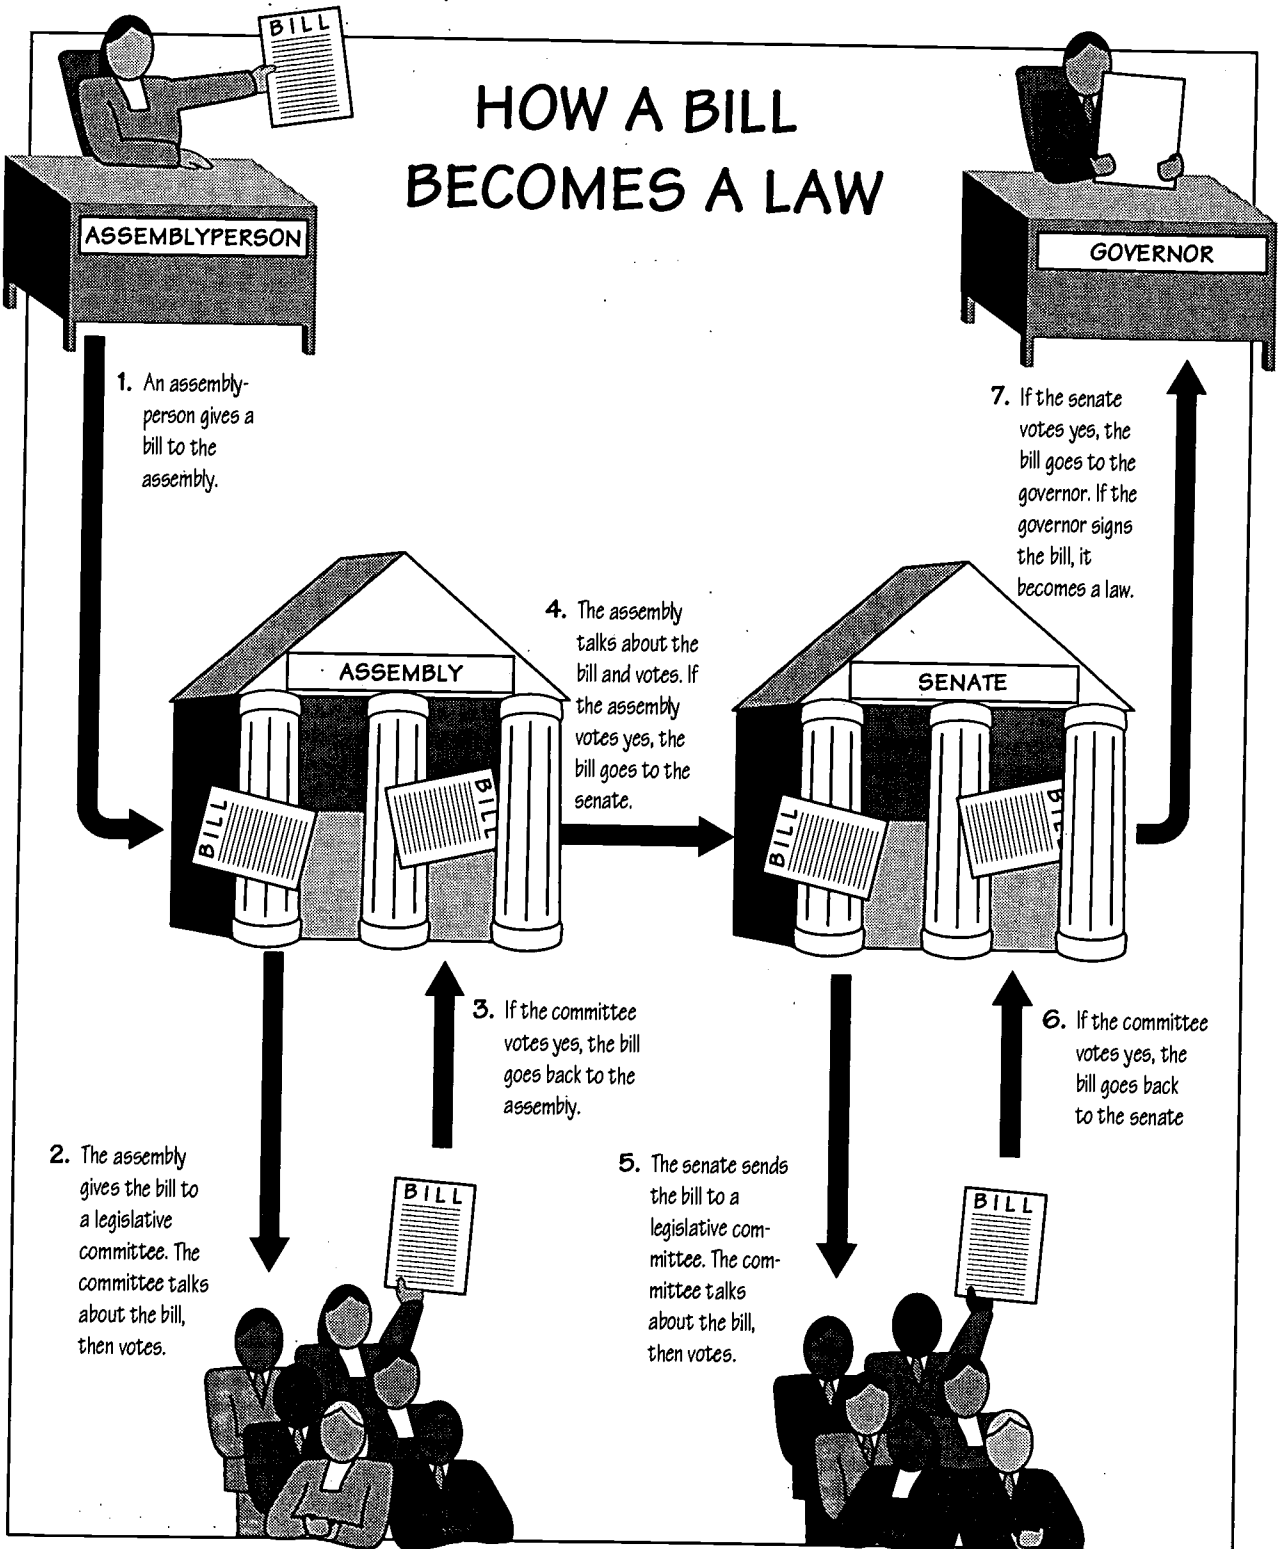 BILL
HOW A BILL
BECOMES A LAW
ASSEMBLYPERSON
GOVERNOR
1. An assembly-
person gives a
bill to the
assembly.
7. If the senate
votes yes, the
bill goes to the
governor. If the
governor signs
the bill, it
becomes a law.
4. The assembly
talks about the
bill and votes. If
the assembly
votes yes, the
bill goes to the
senate.
ASSEMBLY
BILL
BILL
SENATE
BILL
BILL
3. If the committee
votes yes, the bill
goes back to the
assembly.
6. If the committee
votes yes, the
bill goes back
to the senate
2. The assembly
gives the bill to
a legislative
committee. The
committee talks
about the bill,
then votes.
BILL
5. The senate sends
the bill to a
legislative com-
mittee. The com-
mittee talks
about the bill,
then votes.
BILL